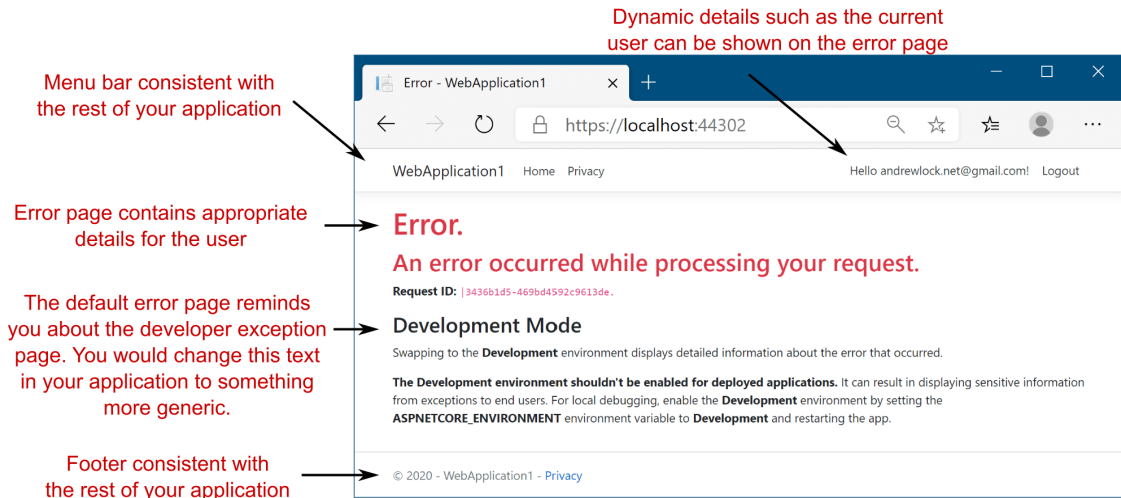 Dynamic details such as the current
user can be shown on the error page
Menu bar consistent with
the rest of your application
Error - WebApplication1
https://localhost:44302
WebApplication1 Home Privacy
Hello andrewlock.net@gmail.com! Logout
Error page contains appropriate
details for the user
Error.
An error occurred while processing your request.
Request ID: |3436b1d5-469bd4592c9613de.
The default error page reminds
you about the developer exception
page. You would change this text
in your application to something
more generic.
Development Mode
Swapping to the Development environment displays detailed information about the error that occurred.
The Development environment shouldn't be enabled for deployed applications. It can result in displaying sensitive information
from exceptions to end users. For local debugging, enable the Development environment by setting the
ASPNETCORE_ENVIRONMENT environment variable to Development and restarting the app.
Footer consistent with
the rest of your application
© 2020 - WebApplication1 - Privacy